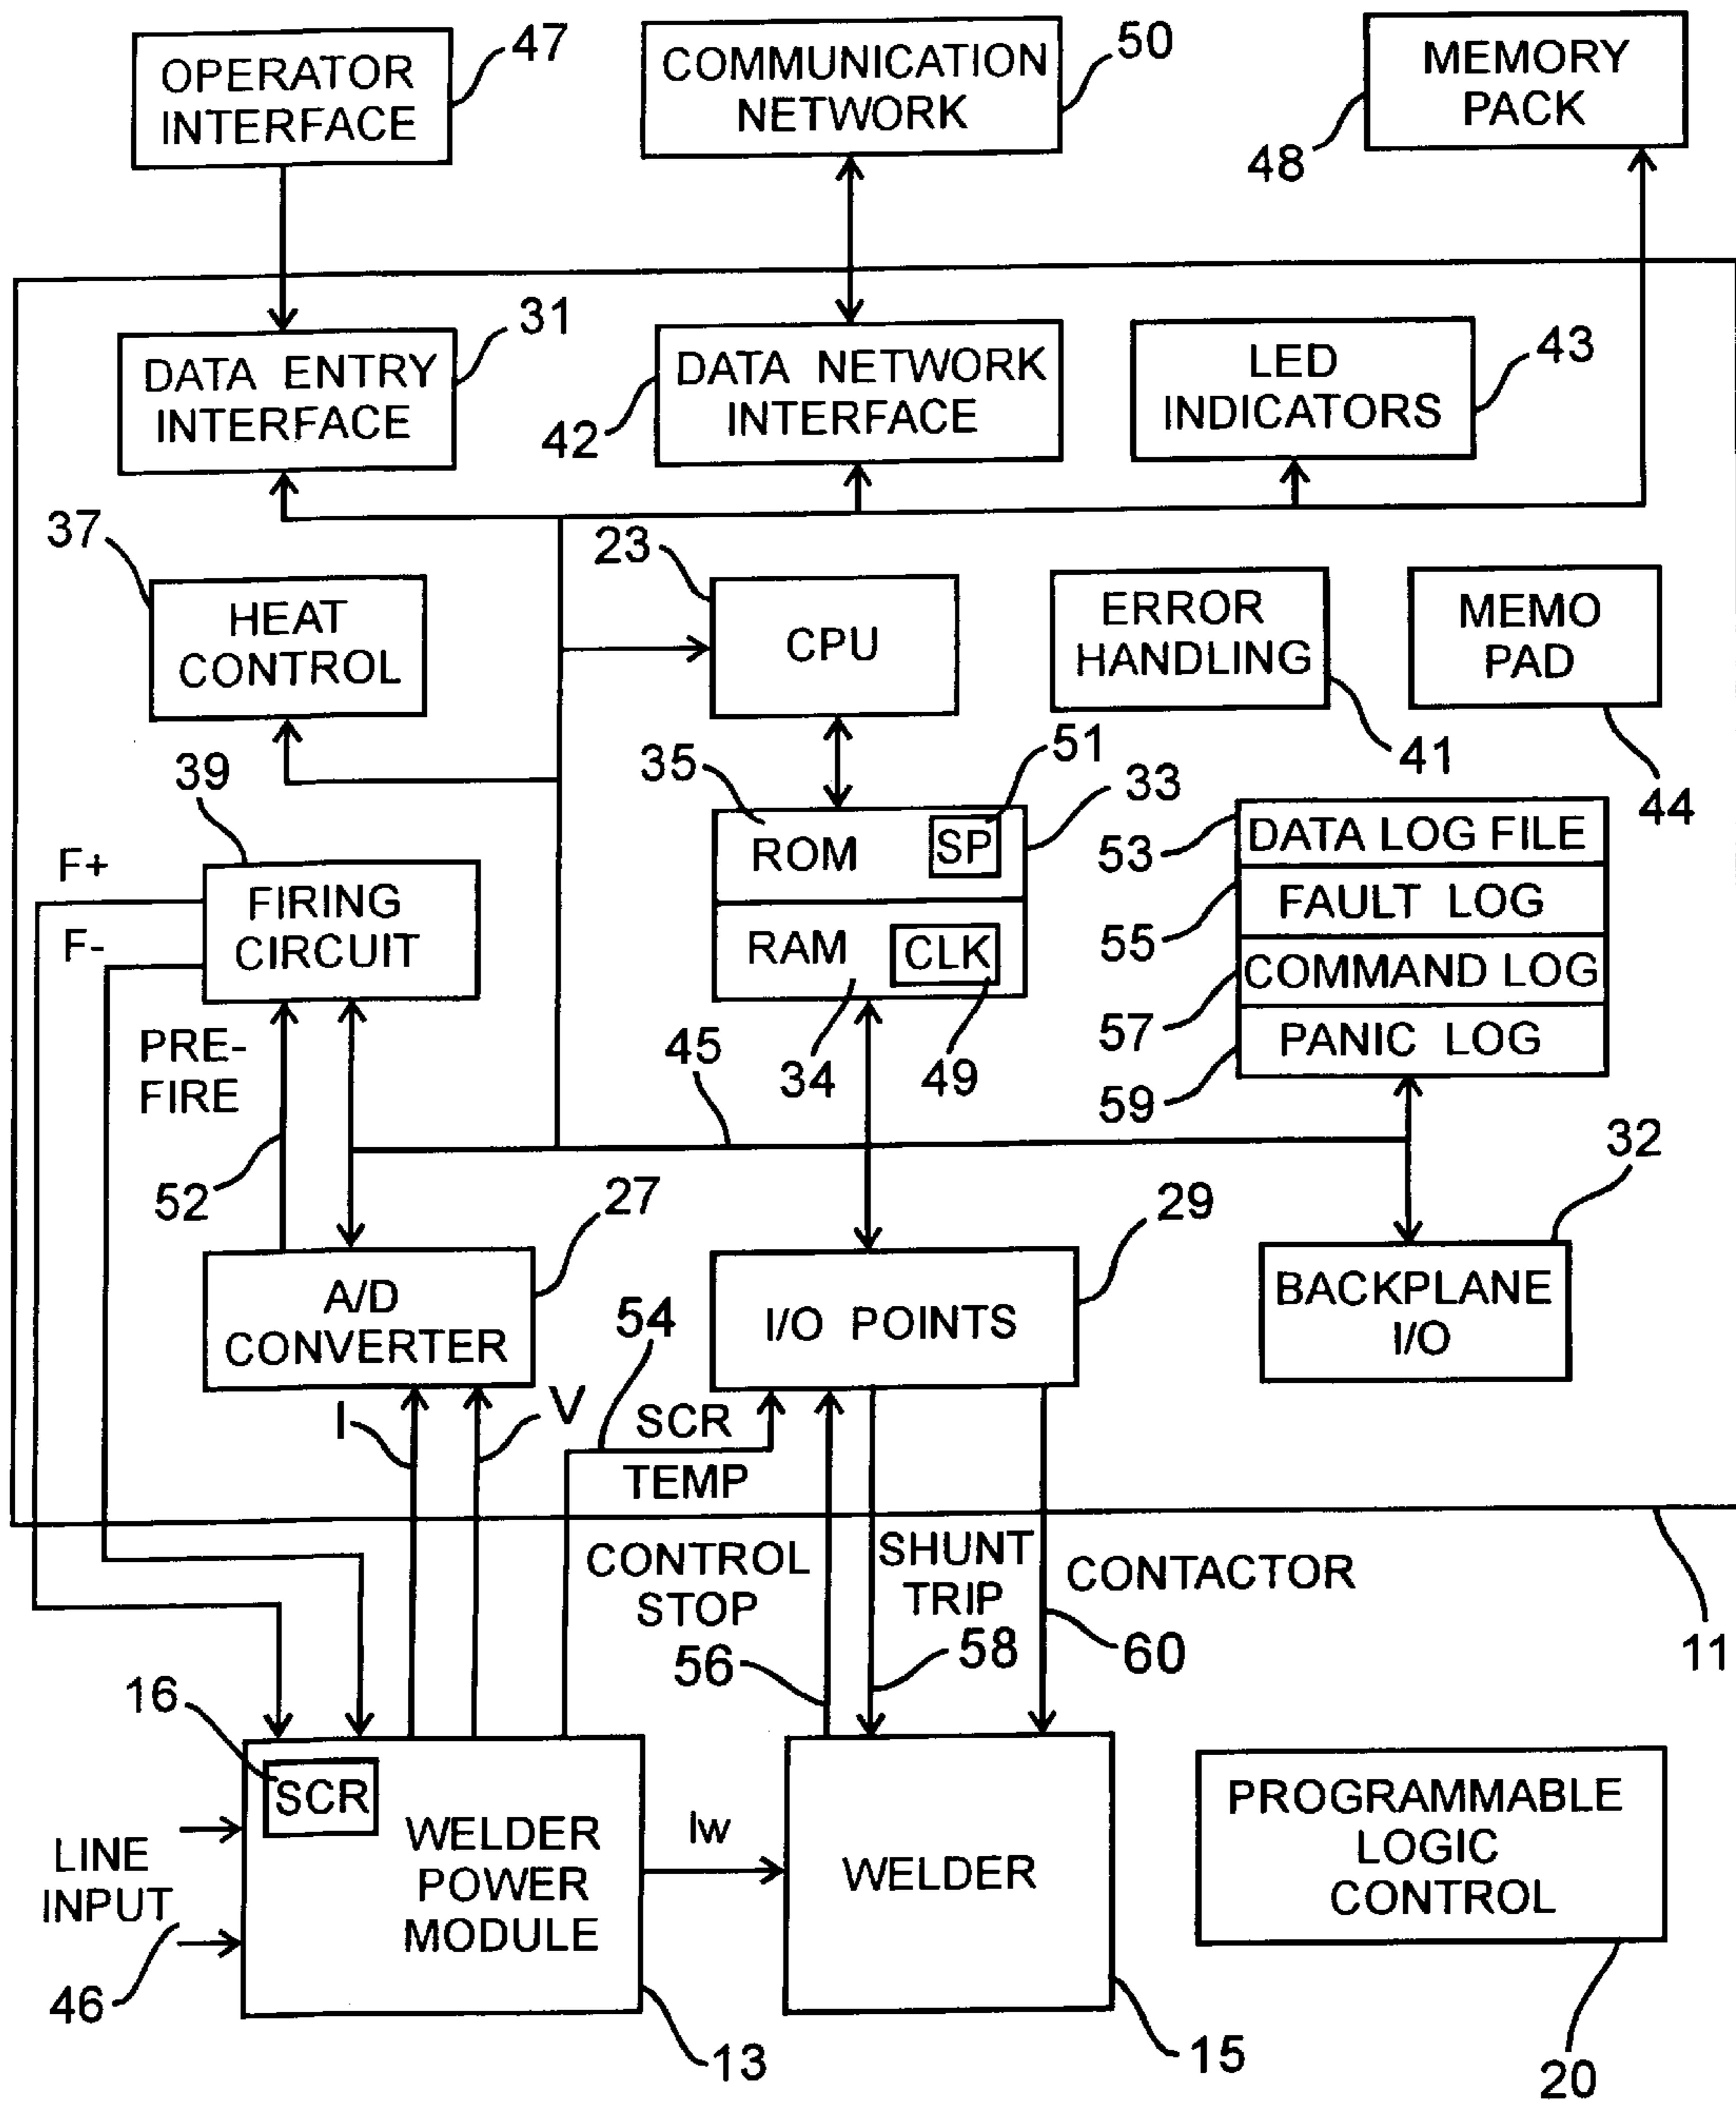 OPERATOR
INTERFACE
47
COMMUNICATION
NETWORK
50
MEMORY
PACK
48
DATA ENTRY
INTERFACE
31
DATA NETWORK
INTERFACE
42
LED
INDICATORS
43
37
HEAT
CONTROL
23
CPU
ERROR
HANDLING
41
MEMO
PAD
44
39
F+
F-
FIRING
CIRCUIT
35
ROM
51
SP
33
RAM
CLK
34
49
53
DATA LOG FILE
55
FAULT LOG
57
COMMAND LOG
59
PANIC LOG
PRE-
FIRE
52
45
27
A/D
CONVERTER
29
I/O POINTS
32
BACKPLANE
I/O
54
I
V
SCR
TEMP
CONTROL
STOP
56
SHUNT
TRIP
58
CONTACTOR
60
11
16
SCR
LINE
INPUT
46
WELDER
POWER
MODULE
13
Iw
WELDER
15
PROGRAMMABLE
LOGIC
CONTROL
20